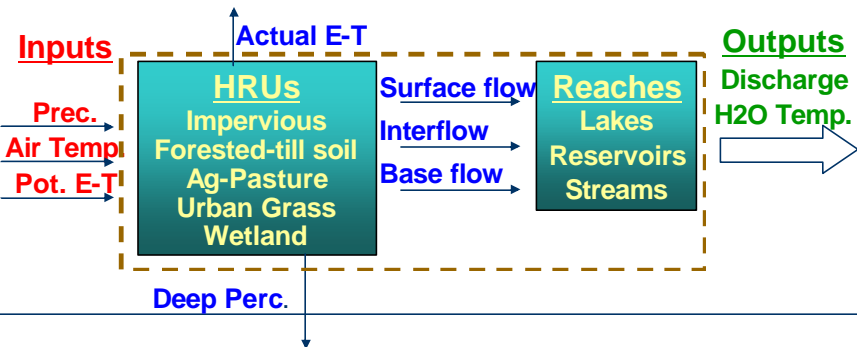 Actual E-T
Inputs
Prec.
Air Temp
Pot. E-T
HRUs
Impervious
Forested-till soil
Ag-Pasture
Urban Grass
Wetland
Surface flow
Interflow
Base flow
Reaches
Lakes
Reservoirs
Streams
Outputs
Discharge
H2O Temp.
Deep Perc.